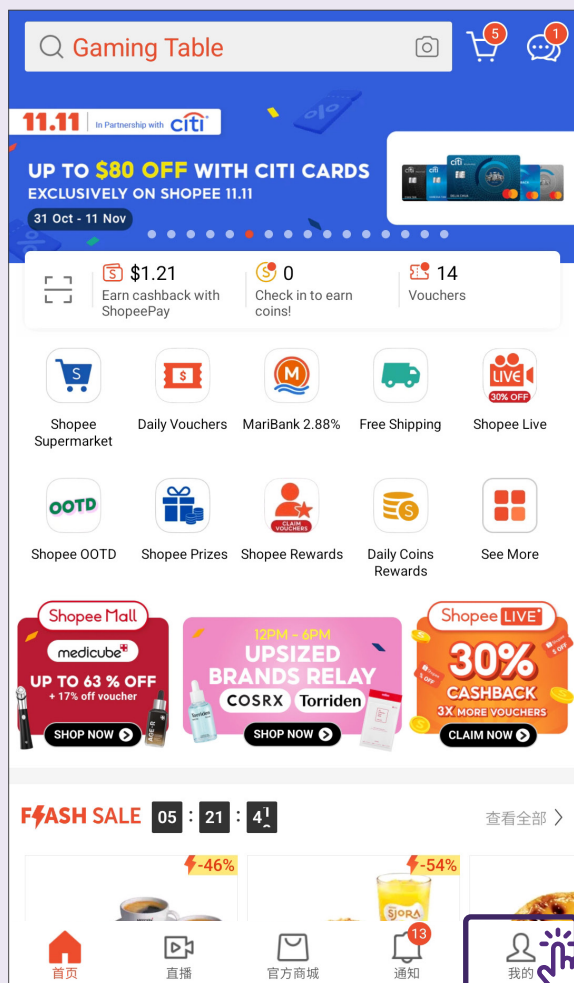 Gaming Table
5
1
11.11 In Partnership with citi
UP TO $80 OFF WITH CITI CARDS
EXCLUSIVELY ON SHOPEE 11.11
31 Oct - 11 Nov
citi
$1.21
Earn cashback with
ShopeePay
0
Check in to earn
coins!
14
Vouchers
S
$
M
LIVE
30% OFF
Shopee
Supermarket
Daily Vouchers
MariBank 2.88%
Free Shipping
Shopee Live
OOTD
CLAIM
VOUCHERS
S
Shopee OOTD
Shopee Prizes
Shopee Rewards
Daily Coins
Rewards
See More
Shopee Mall
medicube
UP TO 63 % OFF
+ 17% off voucher
SHOP NOW
AGE-R
12PM – 6PM
UPSIZED
BRANDS RELAY
COSRX Torriden
SHOP NOW
Torriden
Shopee LIVE
30%
CASHBACK
3X MORE VOUCHERS
CLAIM NOW
FLASH SALE 05 : 21 :
查看全部
-46%
-54%
SJORA
首页
直播
官方商城
13
通知
我的